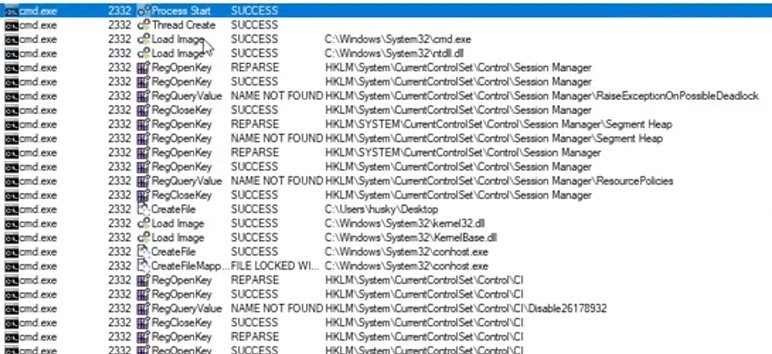 cmd.exe 2332 Process Start SUCCESS
cmd.exe 2332 Thread Create SUCCESS
cmd.exe 2332 Load Image SUCCESS C:\Windows\System32\cmd.exe
cmd.exe 2332 Load Image SUCCESS C:\Windows\System32\ntdll.dll
cmd.exe 2332 RegOpenKey REPARSE HKLM\System\CurrentControlSet\Control\Session Manager
cmd.exe 2332 RegOpenKey SUCCESS HKLM\System\CurrentControlSet\Control\Session Manager
cmd.exe 2332 RegQueryValue NAME NOT FOUND HKLM\System\CurrentControlSet\Control\Session Manager\RaiseExceptionOnPossibleDeadlock
cmd.exe 2332 RegCloseKey SUCCESS HKLM\System\CurrentControlSet\Control\Session Manager
cmd.exe 2332 RegOpenKey REPARSE HKLM\SYSTEM\CurrentControlSet\Control\Session Manager\Segment Heap
cmd.exe 2332 RegOpenKey NAME NOT FOUND HKLM\System\CurrentControlSet\Control\Session Manager\Segment Heap
cmd.exe 2332 RegOpenKey REPARSE HKLM\SYSTEM\CurrentControlSet\Control\Session Manager
cmd.exe 2332 RegOpenKey SUCCESS HKLM\System\CurrentControlSet\Control\Session Manager
cmd.exe 2332 RegQueryValue NAME NOT FOUND HKLM\System\CurrentControlSet\Control\Session Manager\ResourcePolicies
cmd.exe 2332 RegCloseKey SUCCESS HKLM\System\CurrentControlSet\Control\Session Manager
cmd.exe 2332 CreateFile SUCCESS C:\Users\husky\Desktop
cmd.exe 2332 Load Image SUCCESS C:\Windows\System32\kernel32.dll
cmd.exe 2332 Load Image SUCCESS C:\Windows\System32\KernelBase.dll
cmd.exe 2332 CreateFile SUCCESS C:\Windows\System32\conhost.exe
cmd.exe 2332 CreateFileMapp... FILE LOCKED WI... C:\Windows\System32\conhost.exe
cmd.exe 2332 RegOpenKey REPARSE HKLM\System\CurrentControlSet\Control\CI
cmd.exe 2332 RegOpenKey SUCCESS HKLM\System\CurrentControlSet\Control\CI
cmd.exe 2332 RegQueryValue NAME NOT FOUND HKLM\System\CurrentControlSet\Control\CI\Disable26178932
cmd.exe 2332 RegCloseKey SUCCESS HKLM\System\CurrentControlSet\Control\CI
cmd.exe 2332 RegOpenKey REPARSE HKLM\System\CurrentControlSet\Control\CI
cmd.exe 2332 RegOpenKey SUCCESS HKLM\System\CurrentControlSet\Control\CI